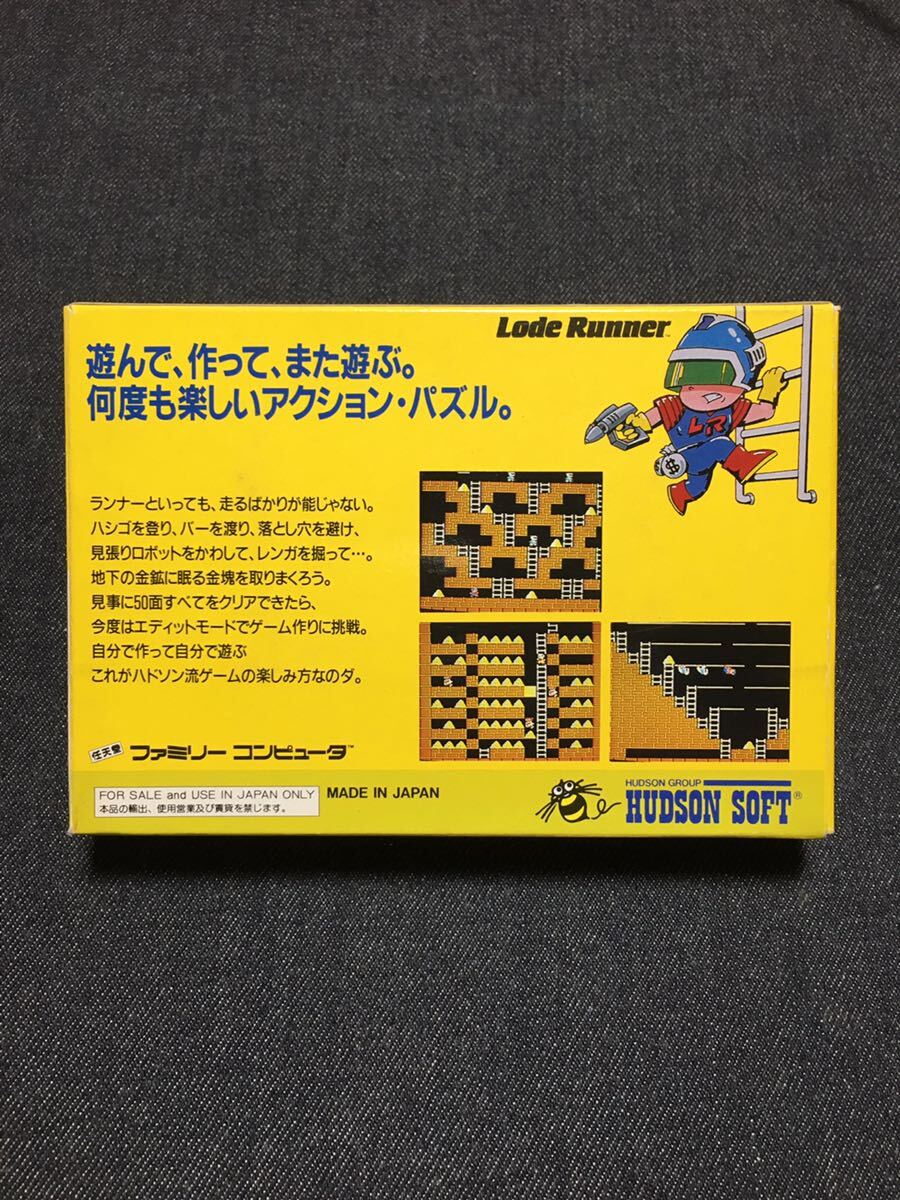 Lode Runner™
遊んで、作って、また遊ぶ。
何度も楽しいアクション・パズル。
LR
$
ランナーといっても、走るばかりが能じゃない。
ハシゴを登り、バーを渡り、落とし穴を避け、
見張りロボットをかわして、レンガを掘って…。
地下の金鉱に眠る金塊を取りまくろう。
見事に50面すべてをクリアできたら、
今度はエディットモードでゲーム作りに挑戦。
自分で作って自分で遊ぶ
これがハドソン流ゲームの楽しみ方なのダ。
任天堂 ファミリー コンピュータ™
FOR SALE and USE IN JAPAN ONLY
本品の輸出、使用営業及び賃貸を禁じます。
MADE IN JAPAN
HUDSON GROUP
HUDSON SOFT®